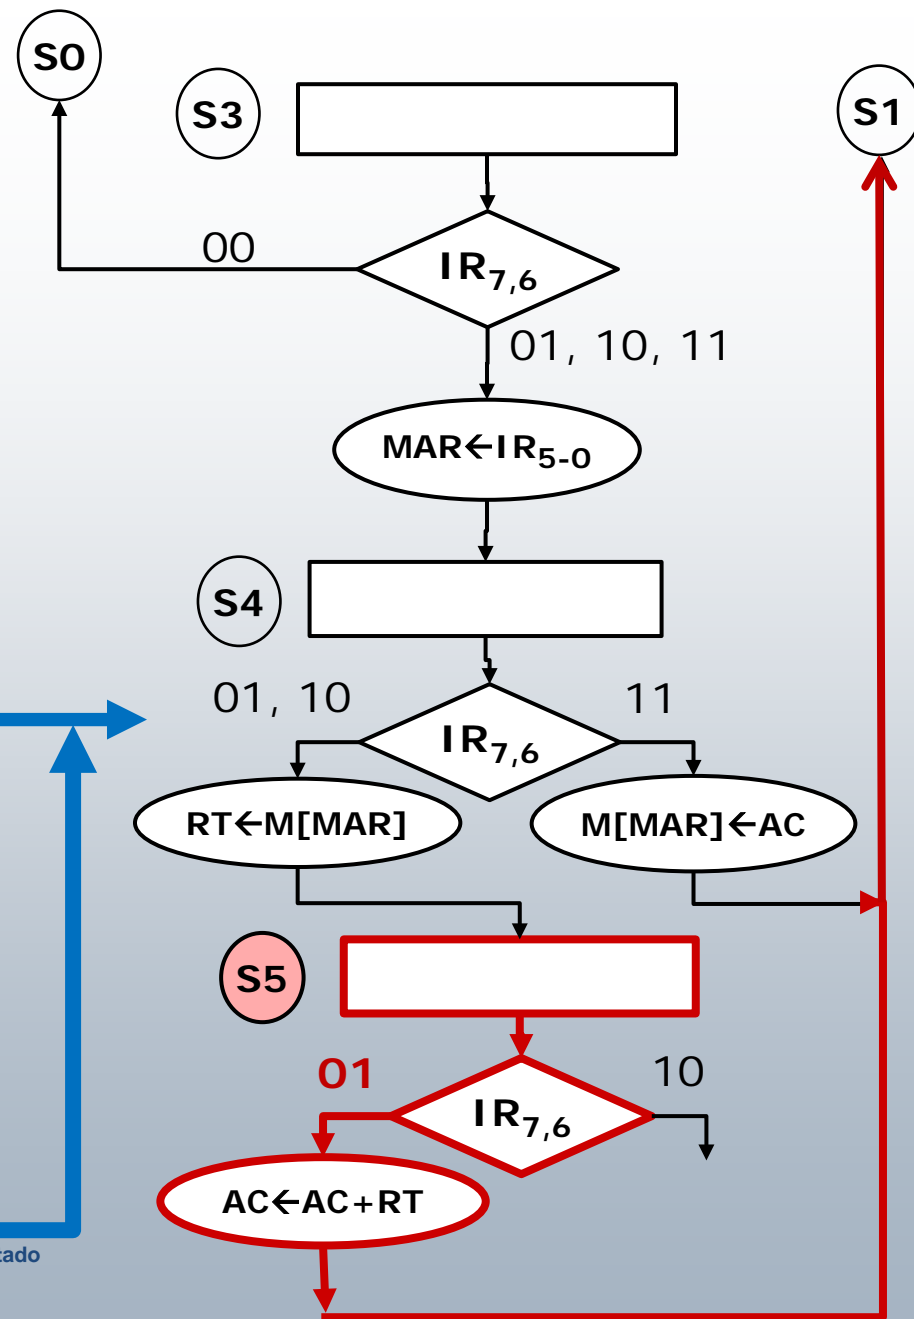 S0
S3
S1
00
IR7,6
01, 10, 11
MAR←IR5-0
S4
01, 10
11
IR7,6
RT←M[MAR]
M[MAR]←AC
S5
01
10
IR7,6
AC←AC+RT